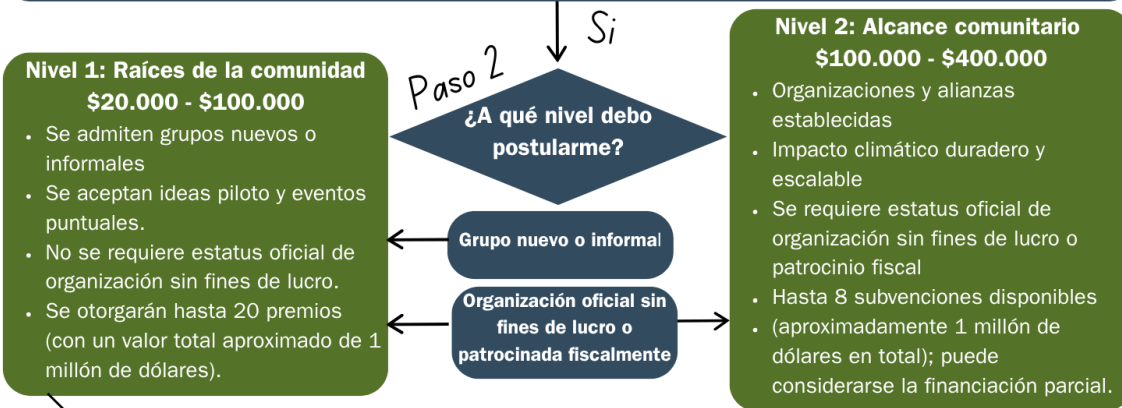 Si
Paso 2
¿A qué nivel debo
postularme?
Nivel 1: Raíces de la comunidad
$20.000 - $100.000
• Se admiten grupos nuevos o
informales
• Se aceptan ideas piloto y eventos
puntuales.
• No se requiere estatus oficial de
organización sin fines de lucro.
• Se otorgarán hasta 20 premios
(con un valor total aproximado de 1
millón de dólares).
Grupo nuevo o informal
Organización oficial sin
fines de lucro o
patrocinada fiscalmente
Nivel 2: Alcance comunitario
$100.000 - $400.000
• Organizaciones y alianzas
establecidas
• Impacto climático duradero y
escalable
• Se requiere estatus oficial de
organización sin fines de lucro o
patrocinio fiscal
• Hasta 8 subvenciones disponibles
• (aproximadamente 1 millón de
dólares en total); puede
considerarse la financiación parcial.